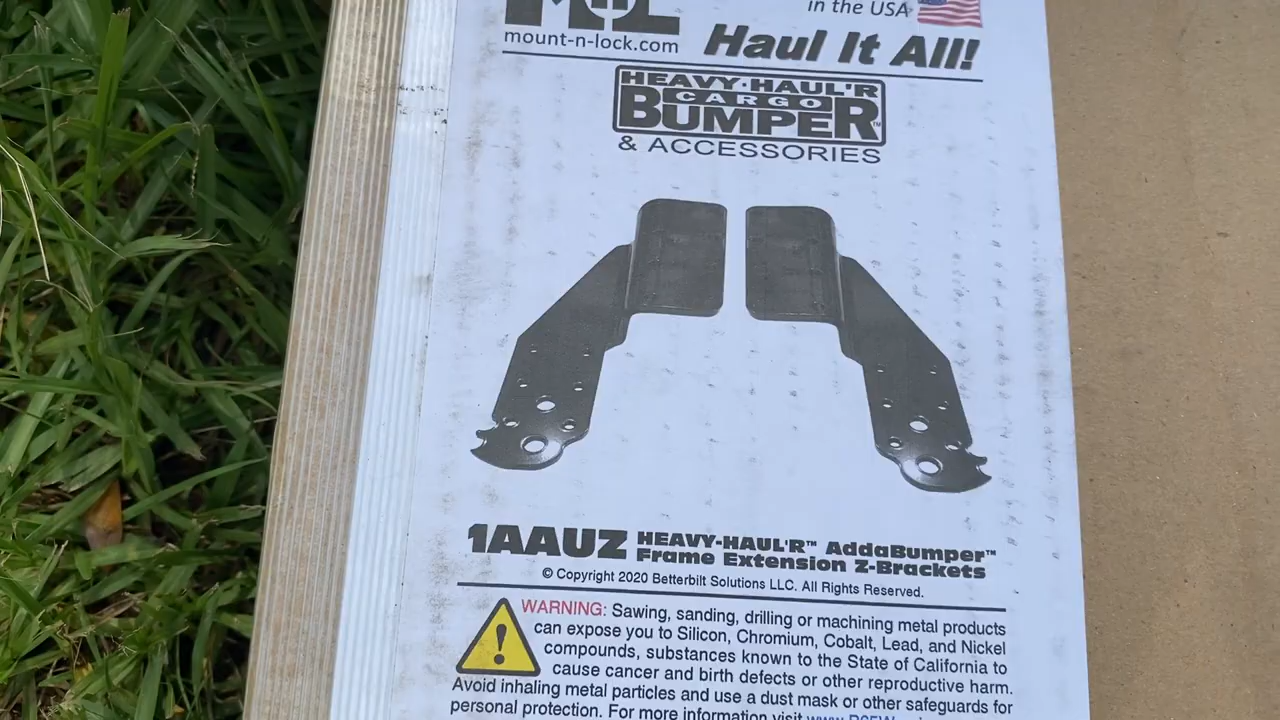 in the USA
mount-n-lock.com
Haul It All!
HEAVY·HAUL'R
CARGO
BUMPER™
& ACCESSORIES
1AAUZ HEAVY-HAUL'R™ AddaBumper™
Frame Extension Z-Brackets
© Copyright 2020 Betterbilt Solutions LLC. All Rights Reserved.
WARNING: Sawing, sanding, drilling or machining metal products
can expose you to Silicon, Chromium, Cobalt, Lead, and Nickel
compounds, substances known to the State of California to
cause cancer and birth defects or other reproductive harm.
Avoid inhaling metal particles and use a dust mask or other safeguards for
personal protection. For more information visit